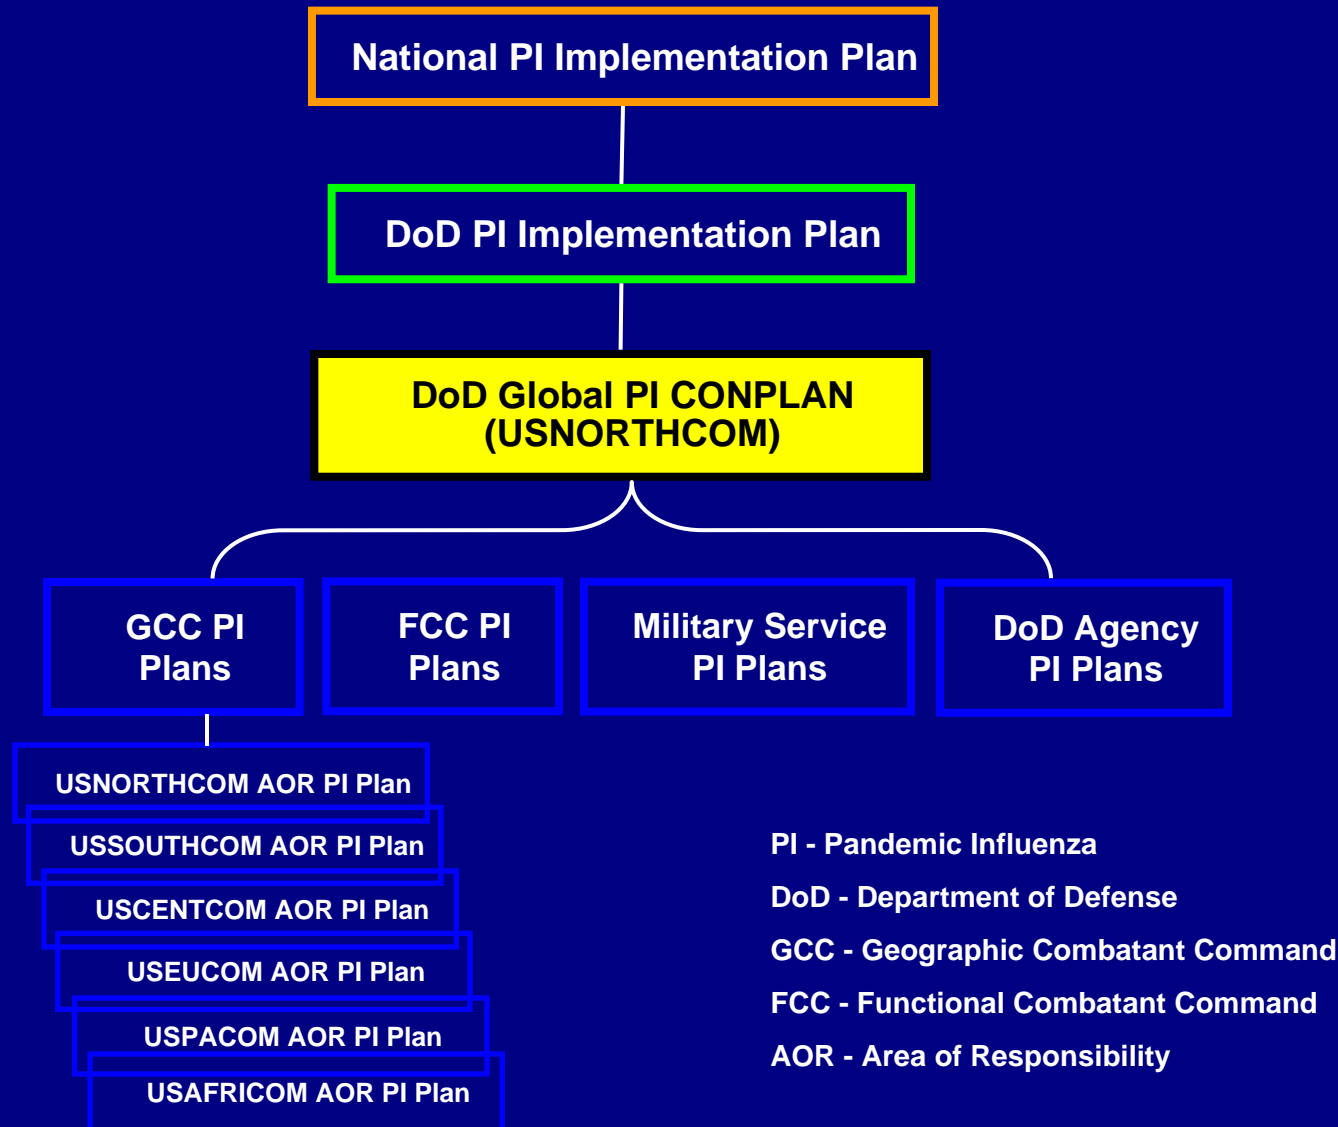 National PI Implementation Plan
DoD PI Implementation Plan
DoD Global PI CONPLAN
(USNORTHCOM)
GCC PI
Plans
FCC PI
Plans
Military Service
PI Plans
DoD Agency
PI Plans
USNORTHCOM AOR PI Plan
USSOUTHCOM AOR PI Plan
USCENTCOM AOR PI Plan
USEUCOM AOR PI Plan
USPACOM AOR PI Plan
USAFRICOM AOR PI Plan
PI - Pandemic Influenza
DoD - Department of Defense
GCC - Geographic Combatant Command
FCC - Functional Combatant Command
AOR - Area of Responsibility